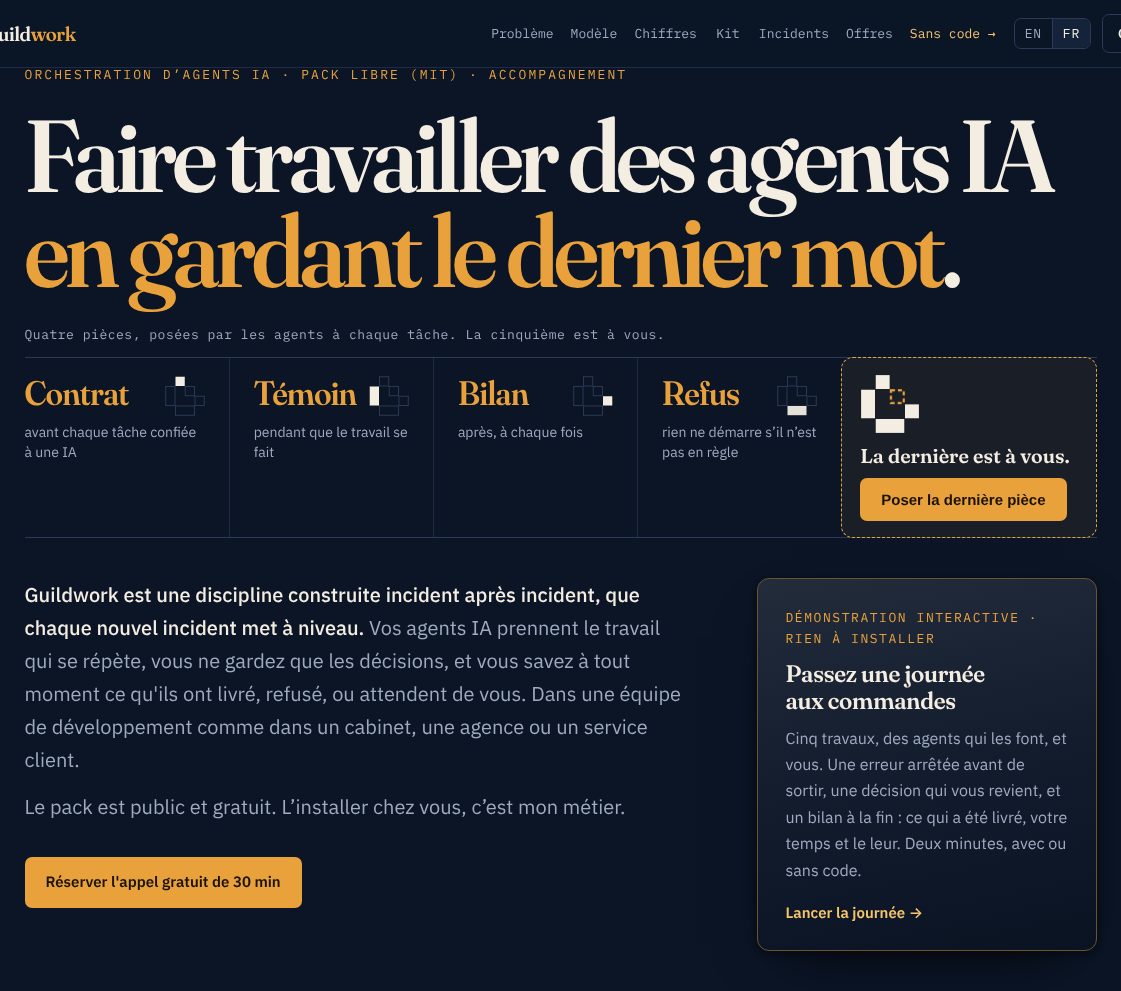 uildwork
Problème Modèle Chiffres Kit Incidents Offres Sans code → EN FR
ORCHESTRATION D’AGENTS IA · PACK LIBRE (MIT) · ACCOMPAGNEMENT
Faire travailler des agents IA
en gardant le dernier mot.
Quatre pièces, posées par les agents à chaque tâche. La cinquième est à vous.
Contrat
avant chaque tâche confiée
à une IA
Témoin
pendant que le travail se
fait
Bilan
après, à chaque fois
Refus
rien ne démarre s’il n’est
pas en règle
La dernière est à vous.
Poser la dernière pièce
Guildwork est une discipline construite incident après incident, que
chaque nouvel incident met à niveau. Vos agents IA prennent le travail
qui se répète, vous ne gardez que les décisions, et vous savez à tout
moment ce qu'ils ont livré, refusé, ou attendent de vous. Dans une équipe
de développement comme dans un cabinet, une agence ou un service
client.
Le pack est public et gratuit. L’installer chez vous, c’est mon métier.
Réserver l'appel gratuit de 30 min
DÉMONSTRATION INTERACTIVE ·
RIEN À INSTALLER
Passez une journée
aux commandes
Cinq travaux, des agents qui les font, et
vous. Une erreur arrêtée avant de
sortir, une décision qui vous revient, et
un bilan à la fin : ce qui a été livré, votre
temps et le leur. Deux minutes, avec ou
sans code.
Lancer la journée →